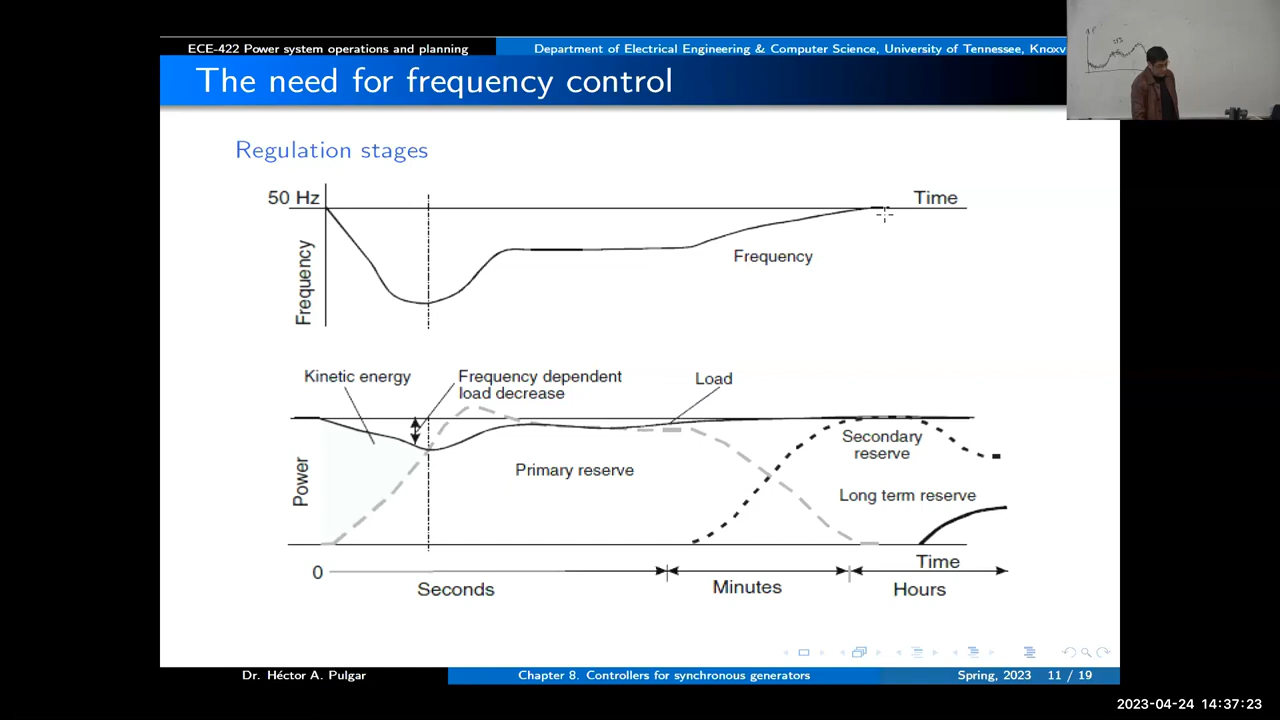 ECE-422 Power system operations and planning
Department of Electrical Engineering & Computer Science, University of Tennesse, Knoxv
The need for frequency control
Regulation stages
50 Hz
Time
Frequency
Frequency
Kinetic energy
Frequency dependent
load decrease
Load
Power
Primary reserve
Secondary
reserve
Long term reserve
Time
0
Seconds
Minutes
Hours
Dr. Héctor A. Pulgar
Chapter 8. Controllers for synchronous generators
Spring, 2023
11 / 19
2023-04-24 14:37:23